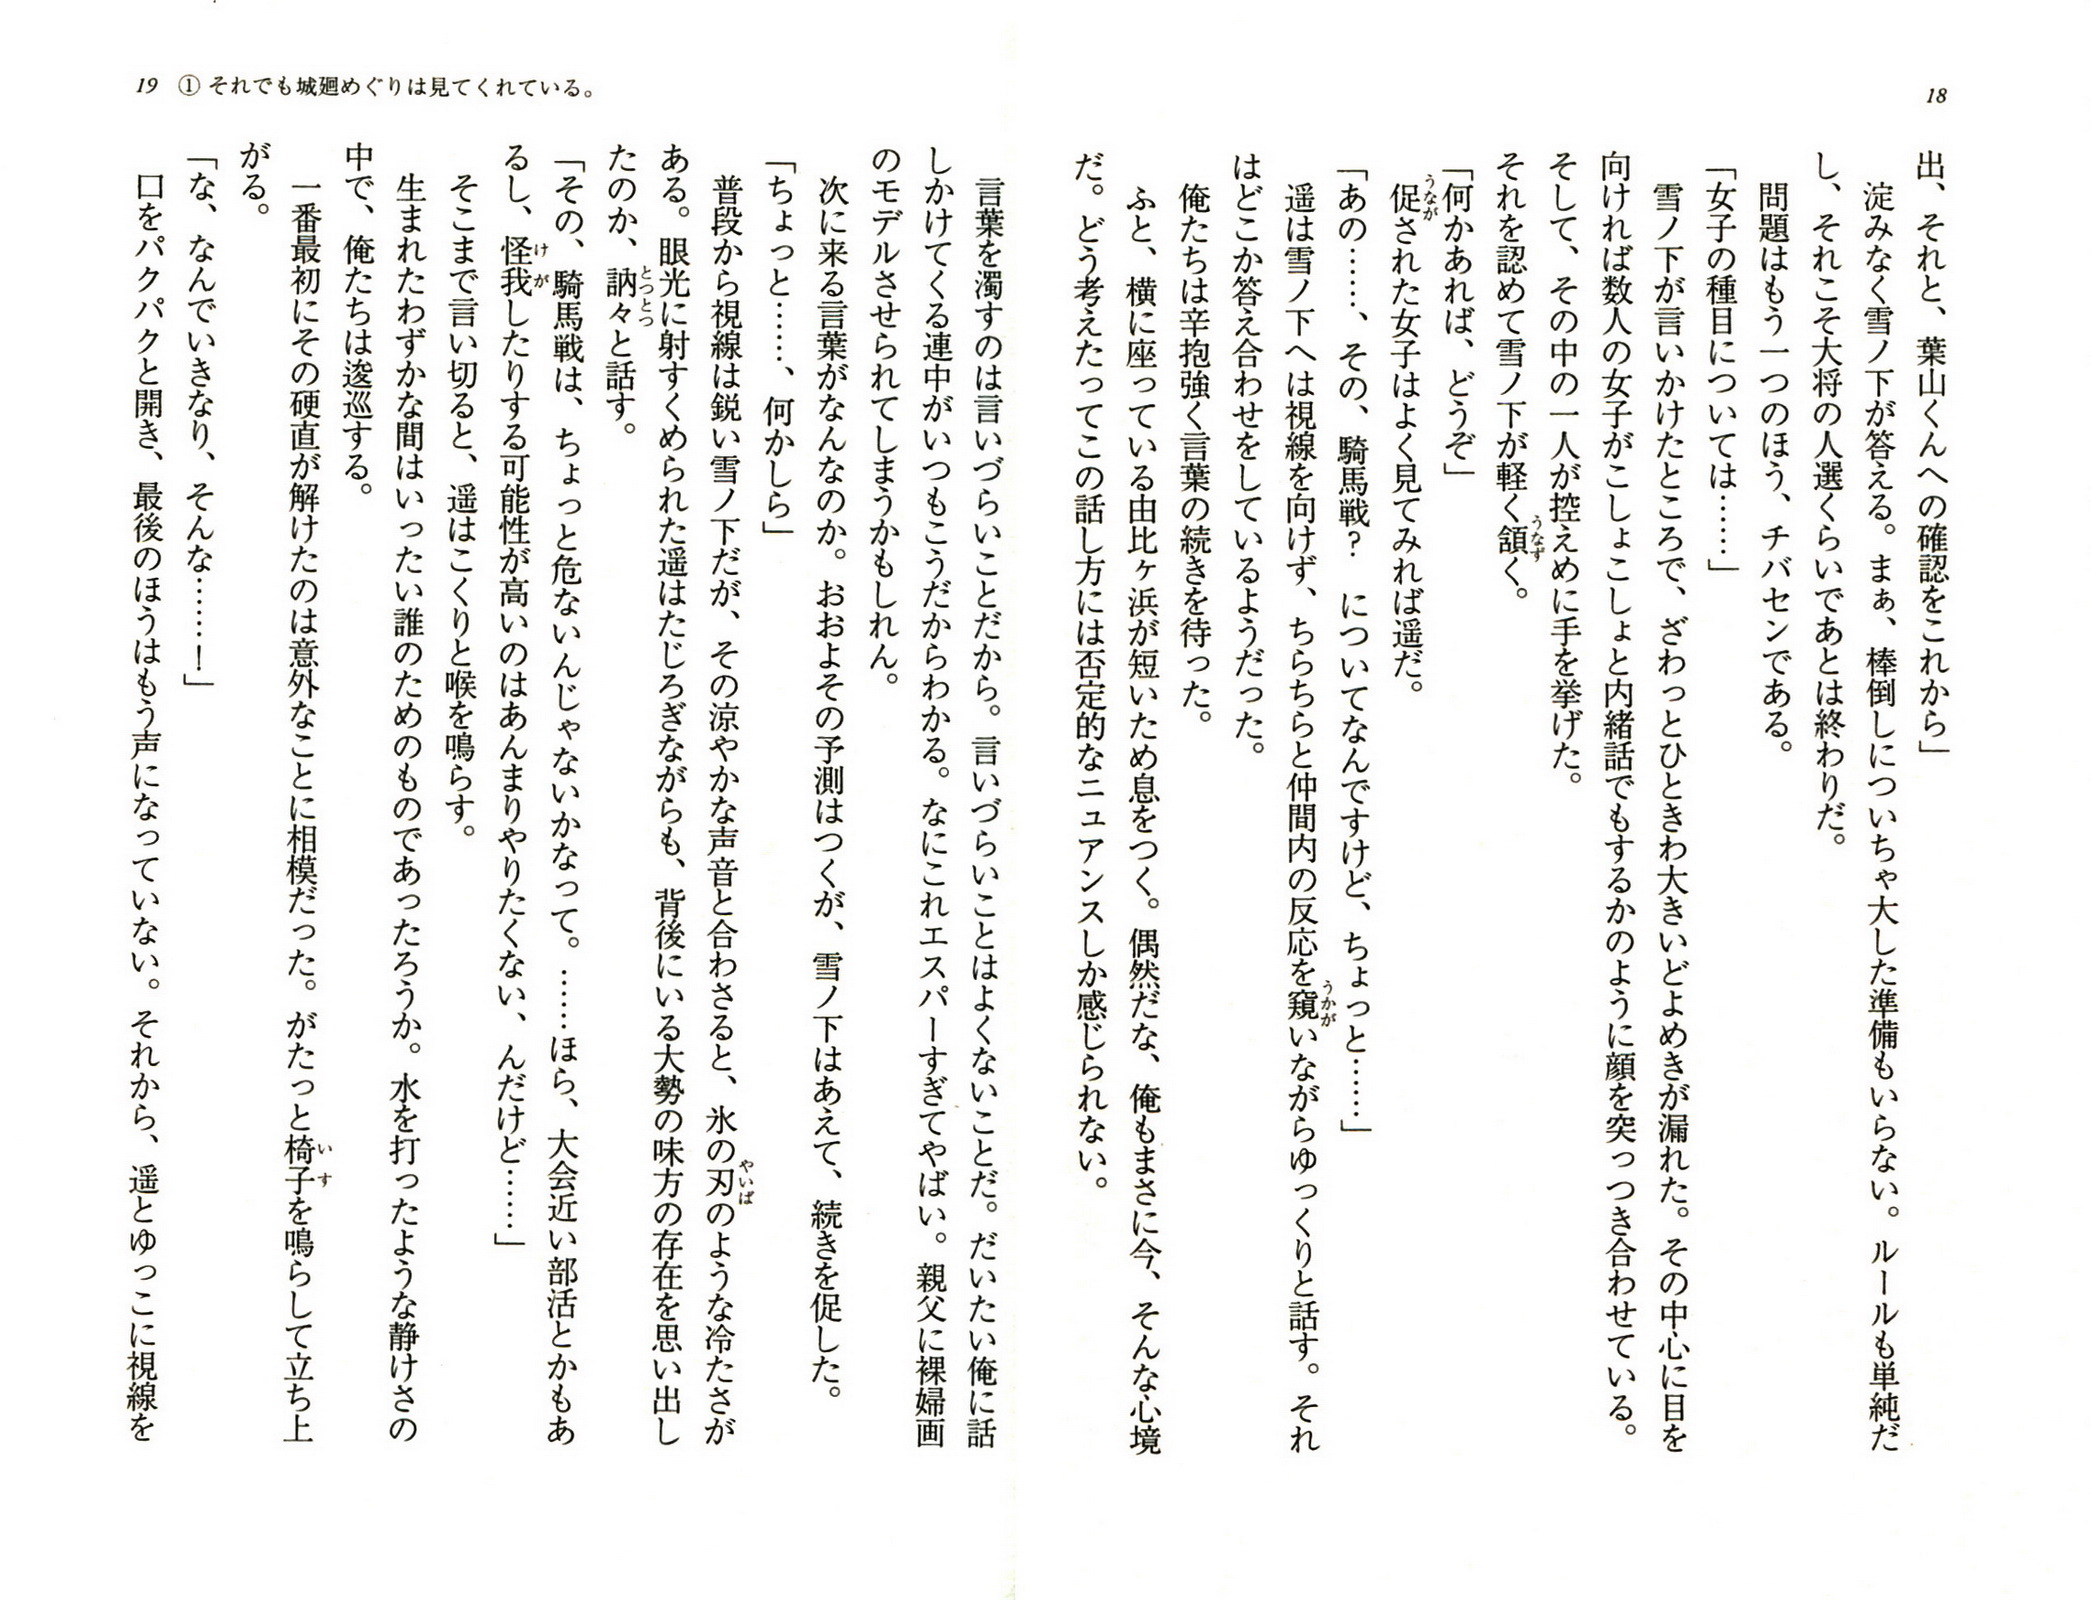 18
出、それと、葉山くんへの確認をこれから」
　淀みなく雪ノ下が答える。まぁ、棒倒しについちゃ大した準備もいらない。ルールも単純だ
し、それこそ大将の人選くらいであとは終わりだ。
　問題はもう一つのほう、チバセンである。
「女子の種目については……」
　雪ノ下が言いかけたところで、ざわっとひときわ大きいどよめきが漏れた。その中心に目を
向ければ数人の女子がこしょこしょと内緒話でもするかのように顔を突っつき合わせている。
そして、その中の一人が控えめに手を挙げた。
それを認めて雪ノ下が軽く頷うなずく。
「何かあれば、どうぞ」
　促うながされた女子はよく見てみれば遥だ。
「あの……、その、騎馬戦？　についてなんですけど、ちょっと……」
　遥は雪ノ下へは視線を向けず、ちらちらと仲間内の反応を窺うかがいながらゆっくりと話す。それ
はどこか答え合わせをしているようだった。
　俺たちは辛抱強く言葉の続きを待った。
　ふと、横に座っている由比ヶ浜が短いため息をつく。偶然だな、俺もまさに今、そんな心境
だ。どう考えたってこの話し方には否定的なニュアンスしか感じられない。
19　①それでも城廻めぐりは見てくれている。
　言葉を濁すのは言いづらいことだから。言いづらいことはよくないことだ。だいたい俺に話
しかけてくる連中がいつもこうだからわかる。なにこれエスパーすぎてやばい。親父に裸婦画
のモデルさせられてしまうかもしれん。
　次に来る言葉がなんなのか。おおよその予測はつくが、雪ノ下はあえて、続きを促した。
「ちょっと……、何かしら」
　普段から視線は鋭い雪ノ下だが、その涼やかな声音と合わさると、氷の刃やいばのような冷たさが
ある。眼光に射すくめられた遥はたじろぎながらも、背後にいる大勢の味方の存在を思い出し
たのか、訥々とつとつと話す。
「その、騎馬戦は、ちょっと危ないんじゃないかなって。……ほら、大会近い部活とかもあ
るし、怪我けがしたりする可能性が高いのはあんまりやりたくない、んだけど……」
　そこまで言い切ると、遥はこくりと喉を鳴らす。
　生まれたわずかな間はいったい誰のためのものであったろうか。水を打ったような静けさの
中で、俺たちは逡巡する。
　一番最初にその硬直が解けたのは意外なことに相模だった。がたっと椅子いすを鳴らして立ち上
がる。
「な、なんでいきなり、そんな……！」
　口をパクパクと開き、最後のほうはもう声になっていない。それから、遥とゆっこに視線を